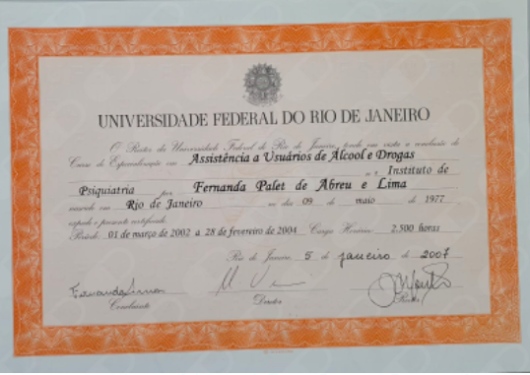 UNIVERSIDADE FEDERAL DO RIO DE JANEIRO
O Reitor da Universidade Federal do Rio de Janeiro, tendo em vista a conclusão do
Curso de Especialização em Assistência a Usuários de Álcool e Drogas
Instituto de
Psiquiatria por Fernanda Palet de Abreu e Lima
nascida em Rio de Janeiro no dia 09 de maio de 1977
expede o presente certificado.
Período: 01 de março de 2002 a 28 de fevereiro de 2004 Carga Horária: 2.500 horas
Rio de Janeiro, 5 de janeiro de 2007
Concluinte Diretor Reitor